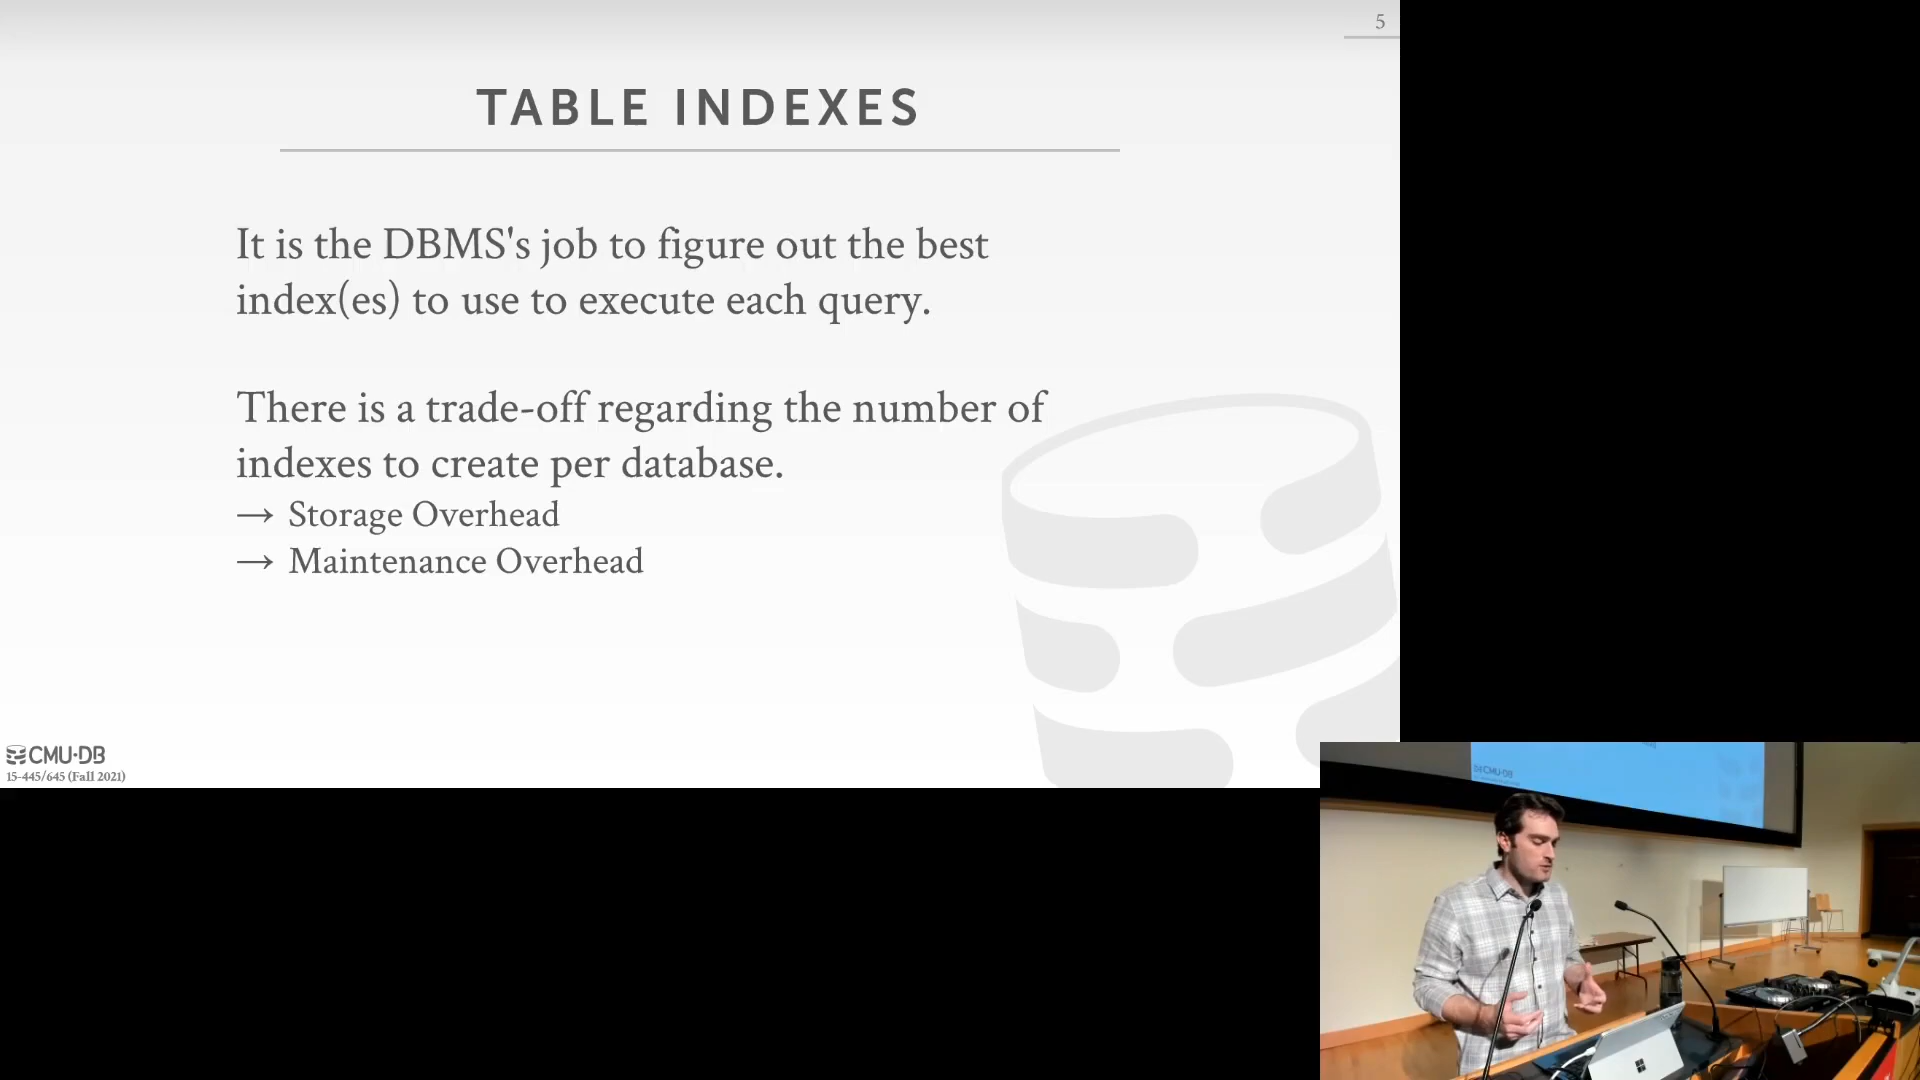 5
TABLE INDEXES
It is the DBMS's job to figure out the best
index(es) to use to execute each query.
There is a trade-off regarding the number of
indexes to create per database.
→ Storage Overhead
→ Maintenance Overhead
CMU·DB
15-445/645 (Fall 2021)
CMU·DB